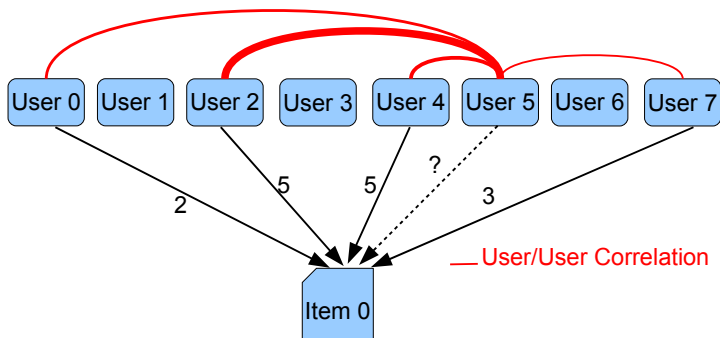 User 0
User 1
User 2
User 3
User 4
User 5
User 6
User 7
2
5
5
?
3
User/User Correlation
Item 0